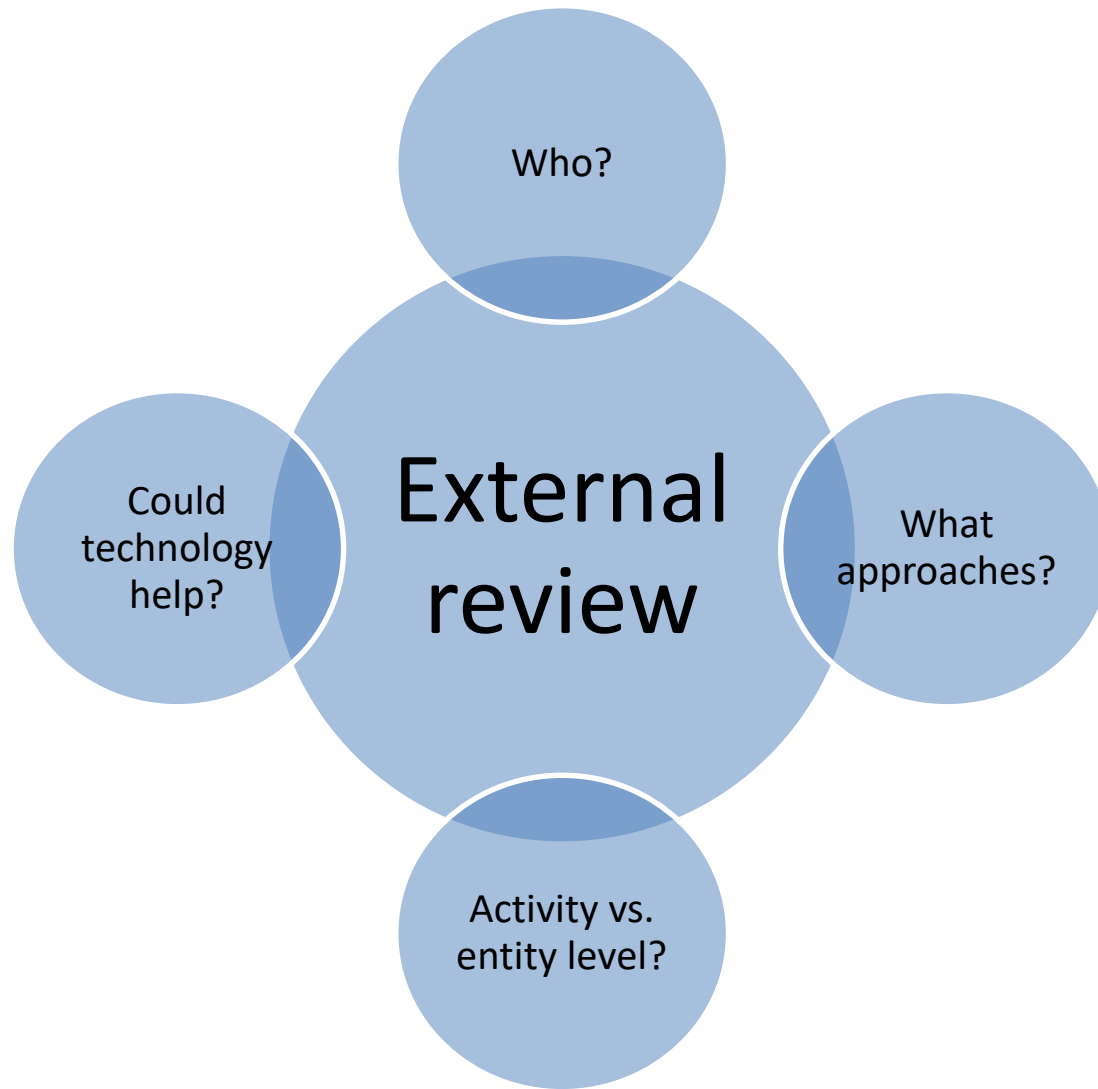 Who?
Could
technology
help?
External
review
What
approaches?
Activity vs.
entity level?